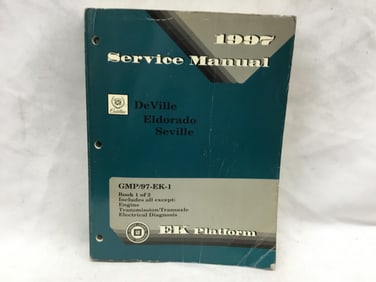 1997
Service Manual
Cadillac
DeVille
Eldorado
Seville
GMP/97-EK-1
Book 1 of 2
Includes all except:
Engine
Transmission/Transaxle
Electrical Diagnosis
EK Platform